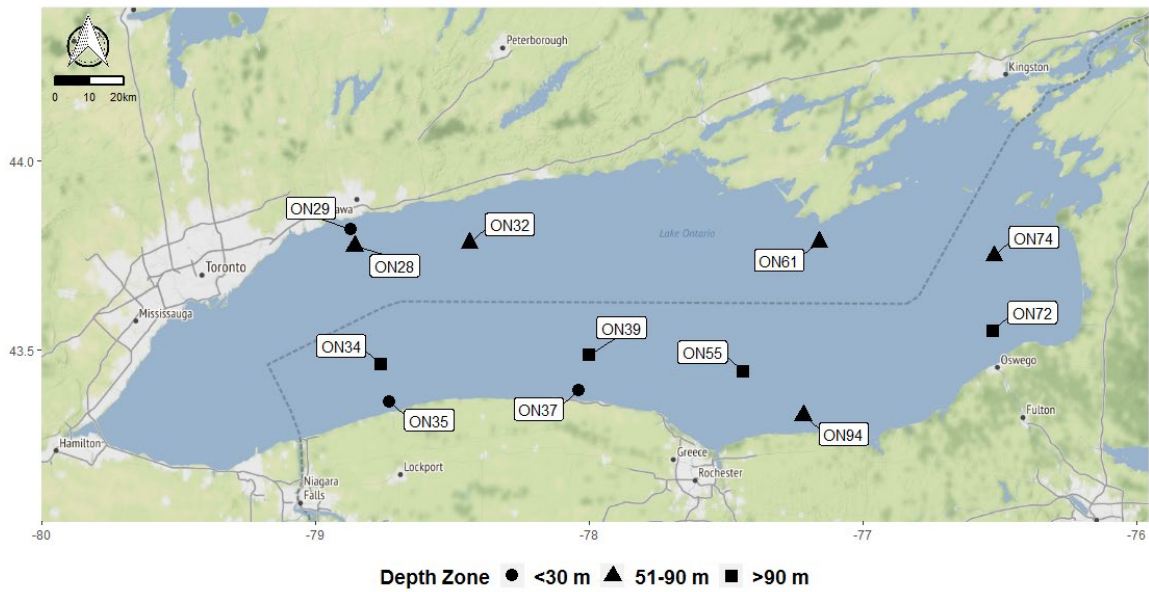 Peterborough
Kingston
0 10 20km
44.0
ON29
awa
ON32
Lake Ontario
ON61
ON74
ON28
Toronto
Mississauga
ON72
ON39
ON34
ON55
43.5
Oswego
ON37
ON35
Fulton
ON94
Hamilton
Greece
Lockport
Rochester
Niagara
Falls
-80 -79 -78 -77 -76
Depth Zone <30 m 51-90 m >90 m